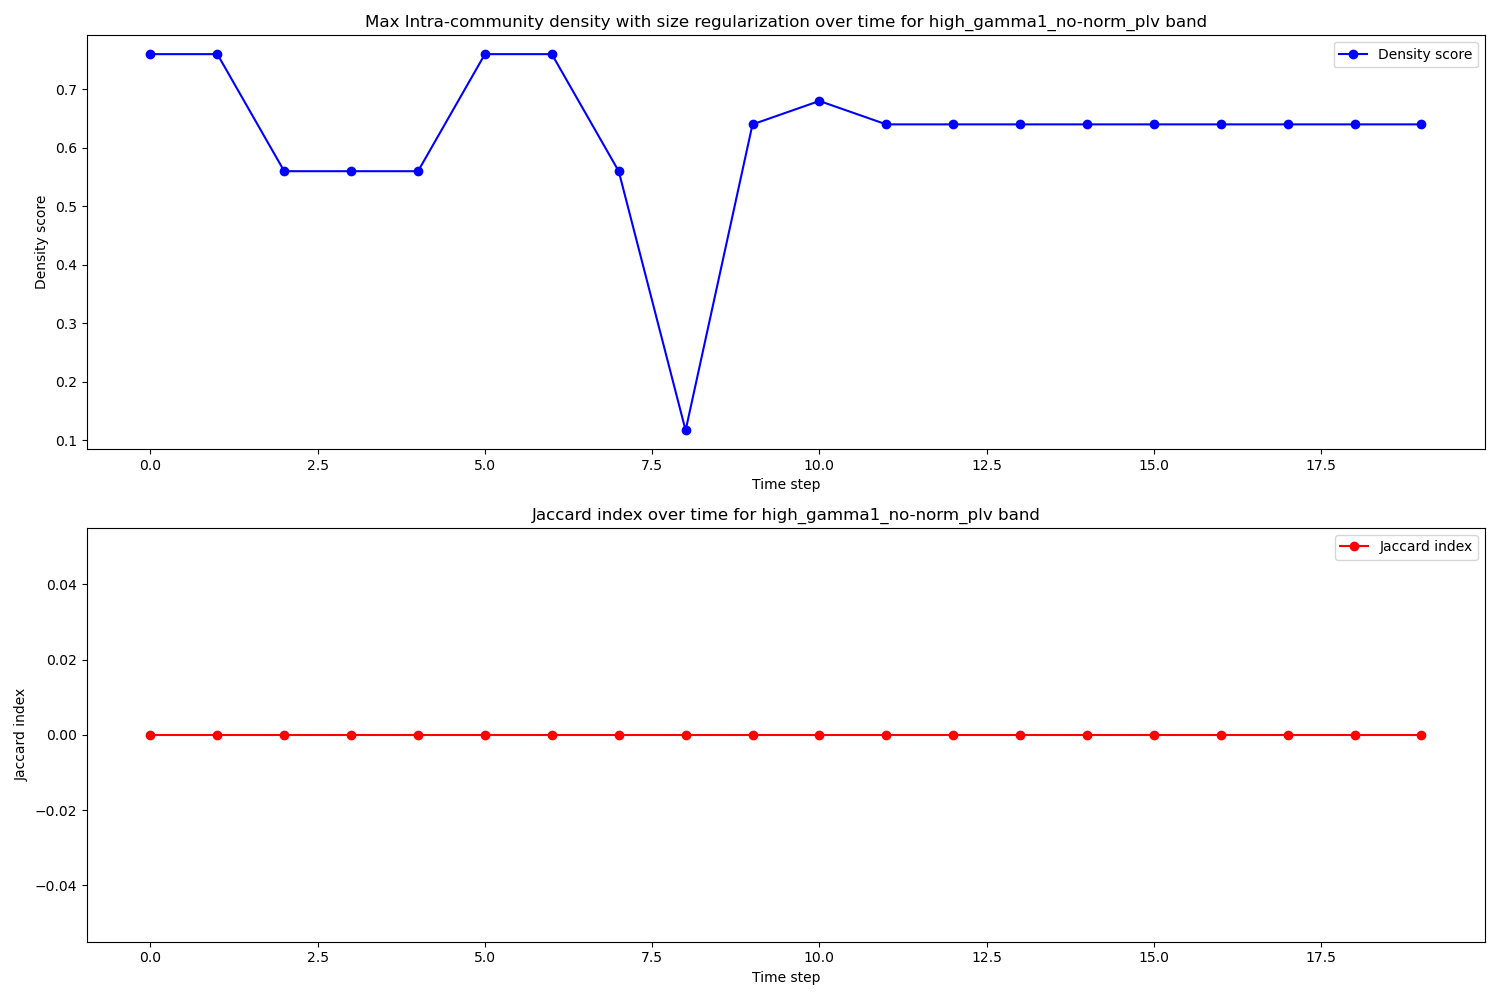 Max Intra-community density with size regularization over time for high_gamma1_no-norm_plv band
Density score
Density score
0.7
0.6
0.5
0.4
0.3
0.2
0.1
0.0 2.5 5.0 7.5 10.0 12.5 15.0 17.5
Time step
Jaccard index over time for high_gamma1_no-norm_plv band
Jaccard index
Jaccard index
0.04
0.02
0.00
−0.02
−0.04
0.0 2.5 5.0 7.5 10.0 12.5 15.0 17.5
Time step